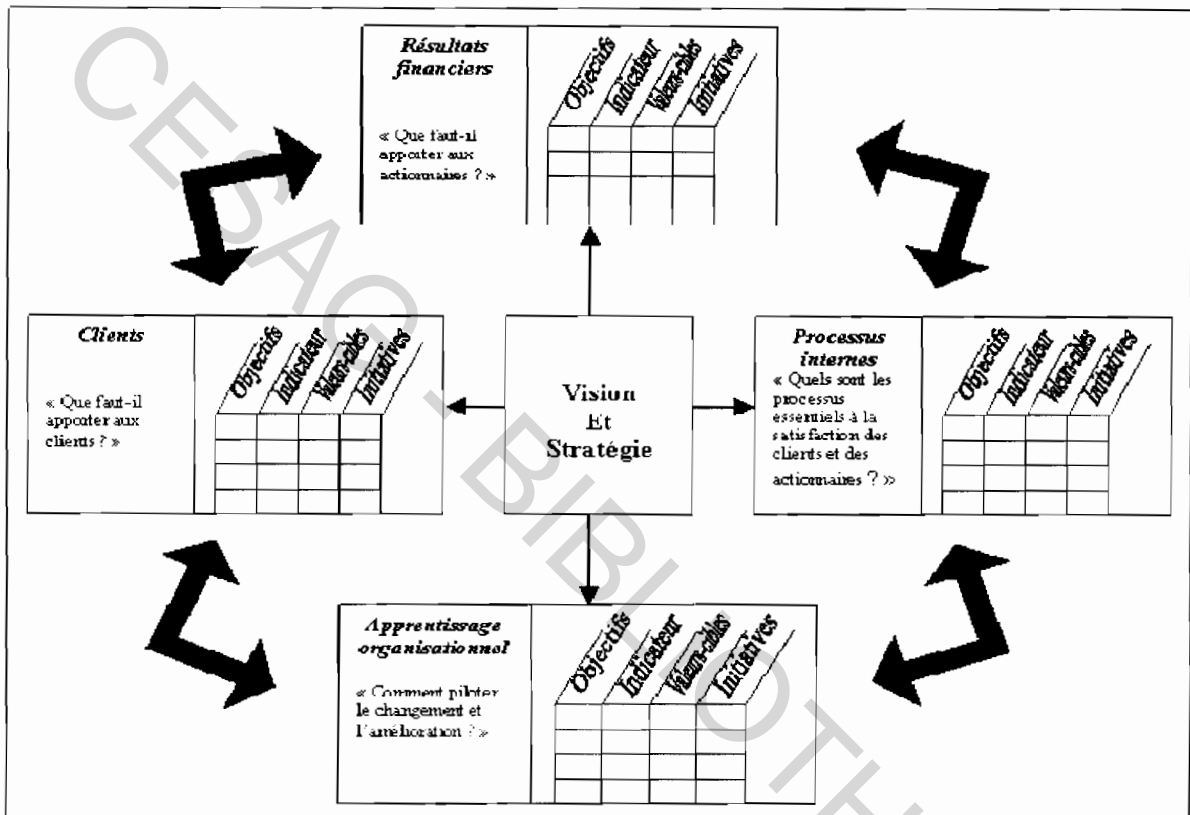 Résultats
financiers
« Que faut-il
apporter aux
actionnaires ? »
Objectifs
Indicateur
Valeurs-cibles
Initiatives
Clients
« Que faut-il
apporter aux
clients ? »
Objectifs
Indicateur
Valeurs-cibles
Initiatives
Vision
Et
Stratégie
Processus
internes
« Quels sont les
processus
essentiels à la
satisfaction des
clients et des
actionnaires ? »
Objectifs
Indicateur
Valeurs-cibles
Initiatives
Apprentissage
organisationnel
« Comment piloter
le changement et
l'amélioration ? »
Objectifs
Indicateur
Valeurs-cibles
Initiatives
CESAG - BIBLIOTH